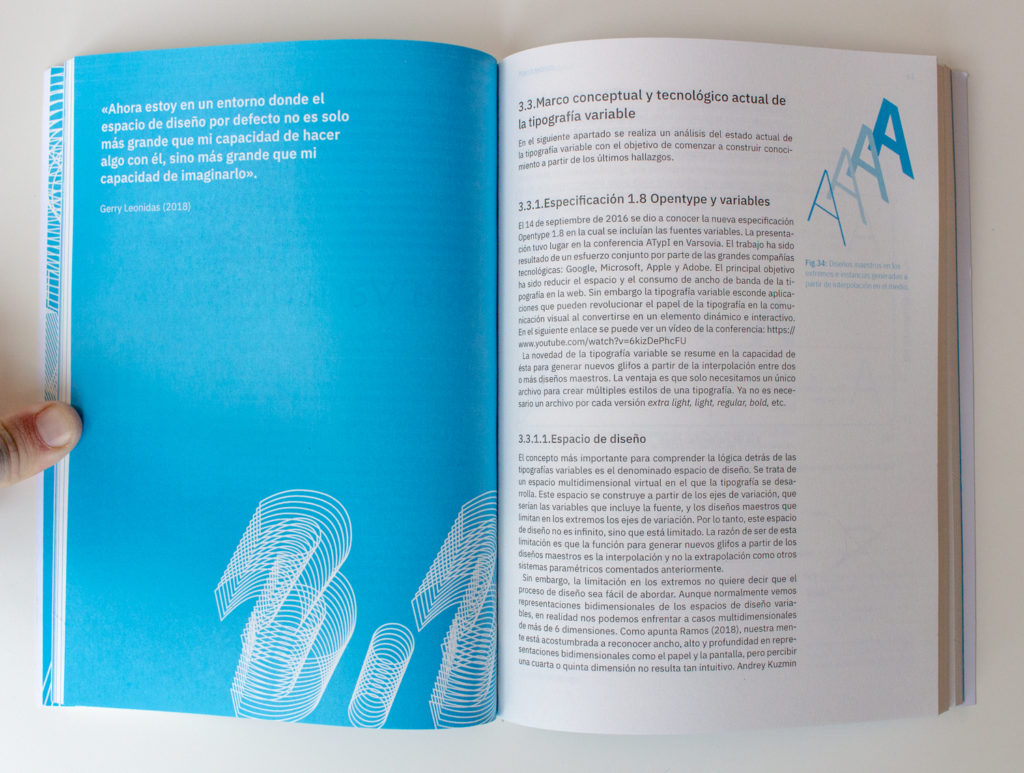 «Ahora estoy en un entorno donde el
espacio de diseño por defecto no es solo
más grande que mi capacidad de hacer
algo con él, sino más grande que mi
capacidad de imaginarlo».
Gerry Leonidas (2018)
3.1
3.3.Marco conceptual y tecnológico actual de
la tipografía variable
En el siguiente apartado se realiza un análisis del estado actual de
la tipografía variable con el objetivo de comenzar a construir conoci-
miento a partir de los últimos hallazgos.
3.3.1.Especificación 1.8 Opentype y variables
El 14 de septiembre de 2016 se dio a conocer la nueva especificación
Opentype 1.8 en la cual se incluían las fuentes variables. La presenta-
ción tuvo lugar en la conferencia ATypI en Varsovia. El trabajo ha sido
resultado de un esfuerzo conjunto por parte de las grandes compañías
tecnológicas: Google, Microsoft, Apple y Adobe. El principal objetivo
ha sido reducir el espacio y el consumo de ancho de banda de la ti-
pografía en la web. Sin embargo la tipografía variable esconde aplica-
ciones que pueden revolucionar el papel de la tipografía en la comu-
nicación visual al convertirse en un elemento dinámico e interactivo.
En el siguiente enlace se puede ver un vídeo de la conferencia: https://
www.youtube.com/watch?v=6kizDePhcFU
La novedad de la tipografía variable se resume en la capacidad de
ésta para generar nuevos glifos a partir de la interpolación entre dos
o más diseños maestros. La ventaja es que solo necesitamos un único
archivo para crear múltiples estilos de una tipografía. Ya no es nece-
sario un archivo por cada versión extra light, light, regular, bold, etc.
3.3.1.1.Espacio de diseño
El concepto más importante para comprender la lógica detrás de las
tipografías variables es el denominado espacio de diseño. Se trata de
un espacio multidimensional virtual en el que la tipografía se desa-
rrolla. Este espacio se construye a partir de los ejes de variación, que
serían las variables que incluye la fuente, y los diseños maestros que
limitan en los extremos los ejes de variación. Por lo tanto, este espacio
de diseño no es infinito, sino que está limitado. La razón de ser de esta
limitación es que la función para generar nuevos glifos a partir de los
diseños maestros es la interpolación y no la extrapolación como otros
sistemas paramétricos comentados anteriormente.
Sin embargo, la limitación en los extremos no quiere decir que el
proceso de diseño sea fácil de abordar. Aunque normalmente vemos
representaciones bidimensionales de los espacios de diseño varia-
bles, en realidad nos podemos enfrentar a casos multidimensionales
de más de 6 dimensiones. Como apunta Ramos (2018), nuestra men-
te está acostumbrada a reconocer ancho, alto y profundidad en repre-
sentaciones bidimensionales como el papel y la pantalla, pero percibir
una cuarta o quinta dimensión no resulta tan intuitivo. Andrey Kuzmin
AAAA
Fig.34: Diseños maestros en los
extremos e instancias generadas a
partir de interpolación en el medio.